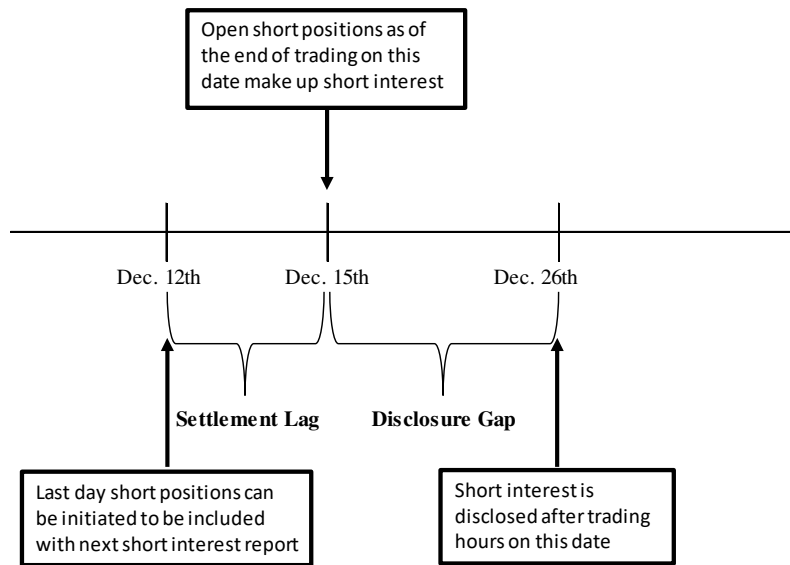 Open short positions as of
the end of trading on this
date make up short interest
Dec. 12th
Dec. 15th
Dec. 26th
Settlement Lag
Disclosure Gap
Last day short positions can
be initiated to be included
with next short interest report
Short interest is
disclosed after trading
hours on this date